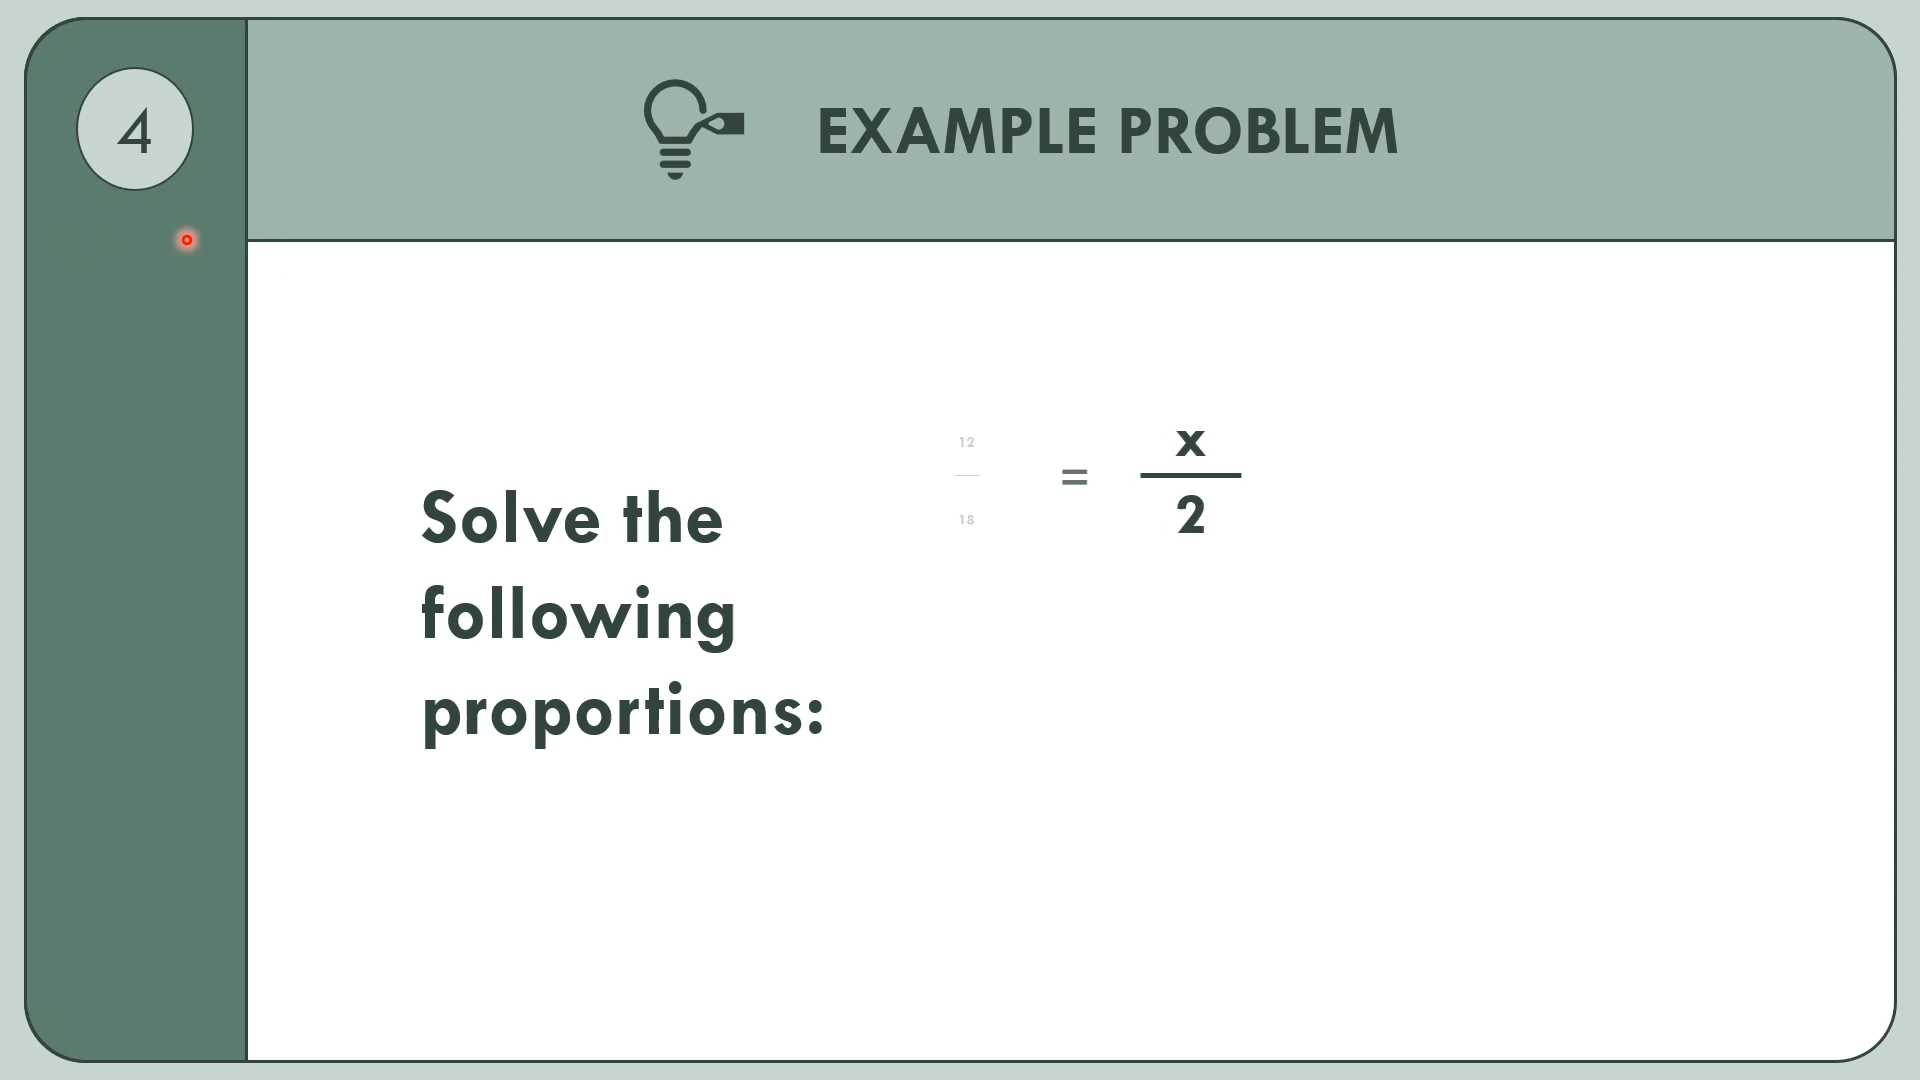 4
EXAMPLE PROBLEM
Solve the
following
proportions:
12
18
=
x
2